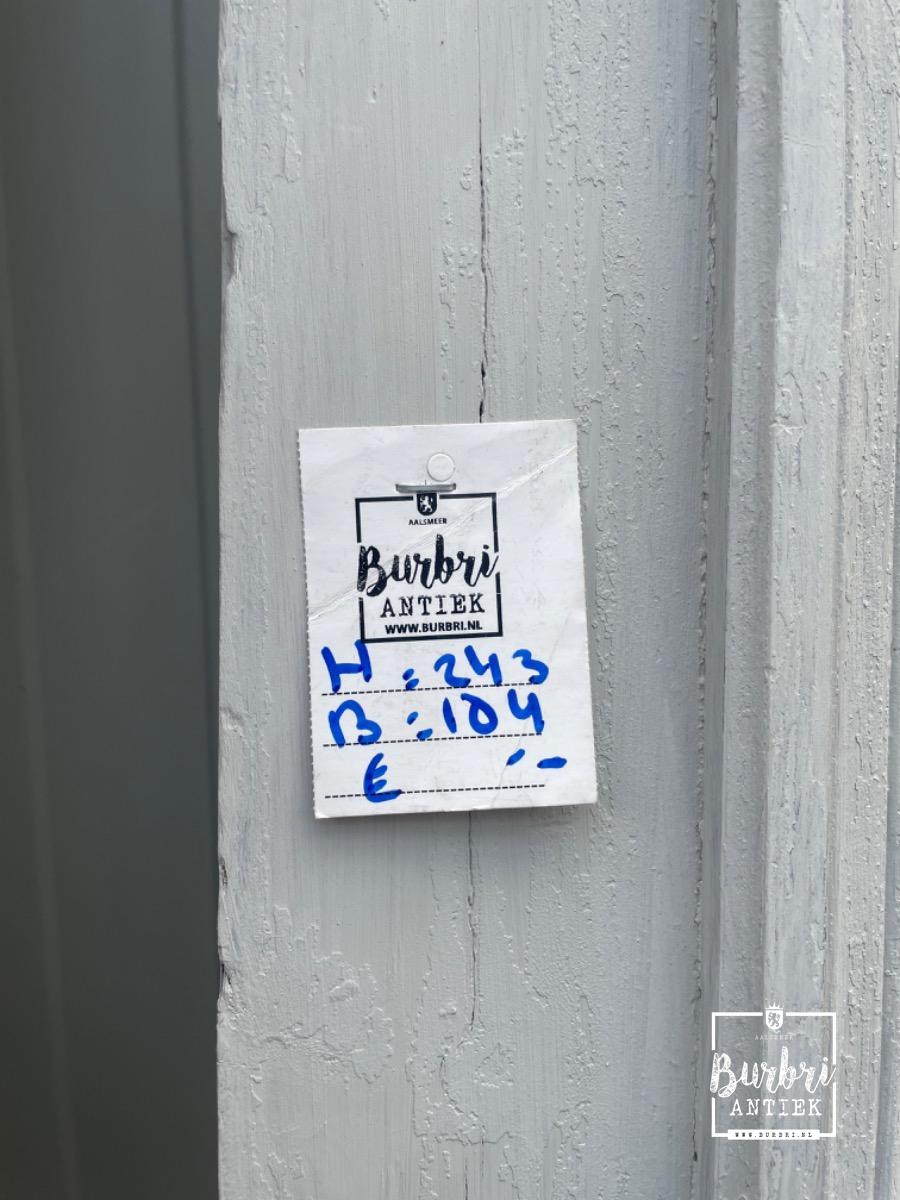 AALSMEER
Burbri
ANTIEK
WWW.BURBRI.NL
H : 243
B : 104
€ ,-
AALSMEER
Burbri
ANTIEK
WWW.BURBRI.NL